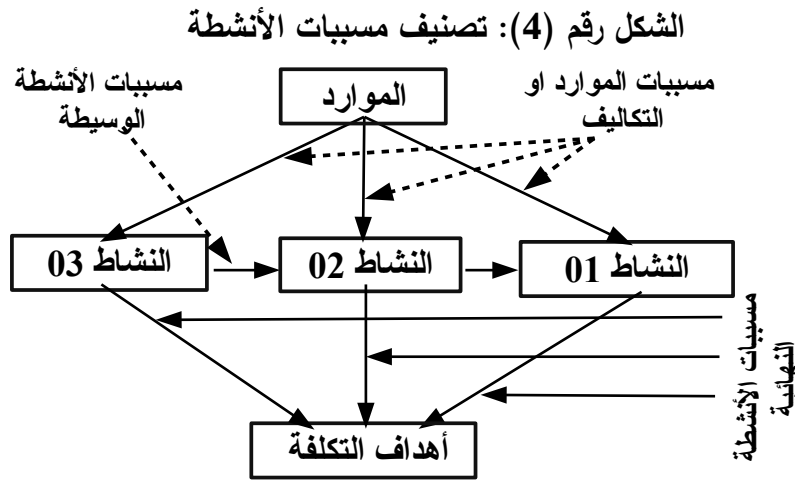 الشكل رقم (4): تصنيف مسببات الأنشطة
مسببات الموارد او
التكاليف
الموارد
مسببات الأنشطة
الوسيطة
النشاط 01
النشاط 02
النشاط 03
مسببات الأنشطة
النهائية
أهداف التكلفة